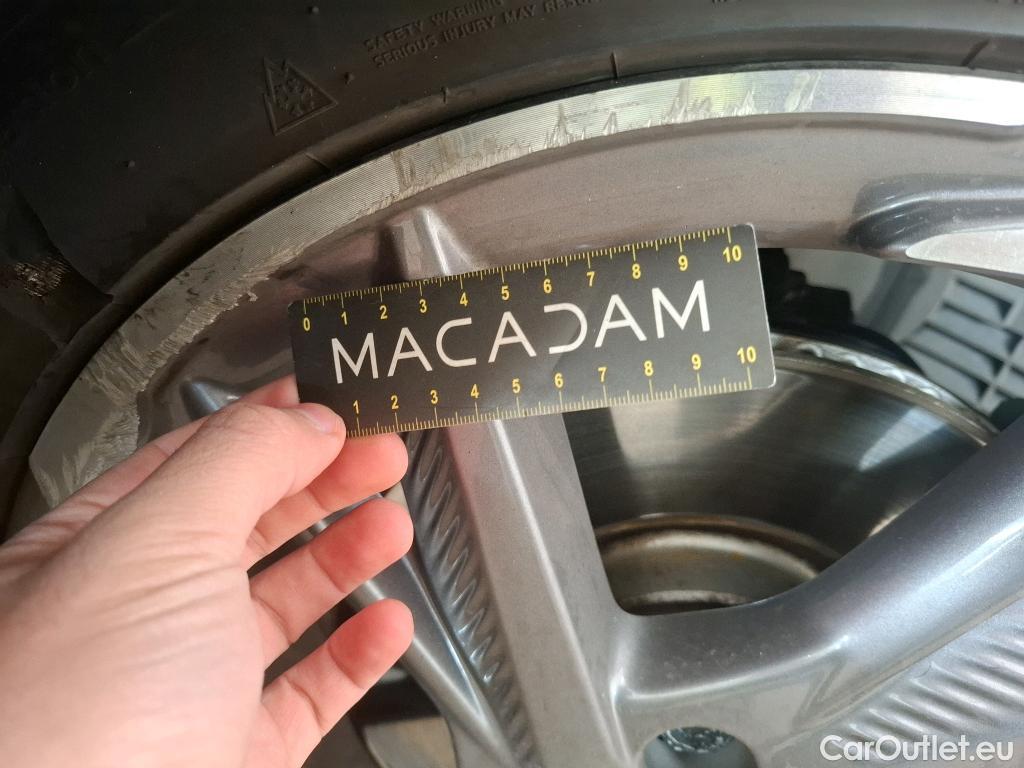 SAFETY WARNING
SERIOUS INJURY MAY
0 1 2 3 4 5 6 7 8 9 10
MACADAM
1 2 3 4 5 6 7 8 9 10
CarOutlet.eu